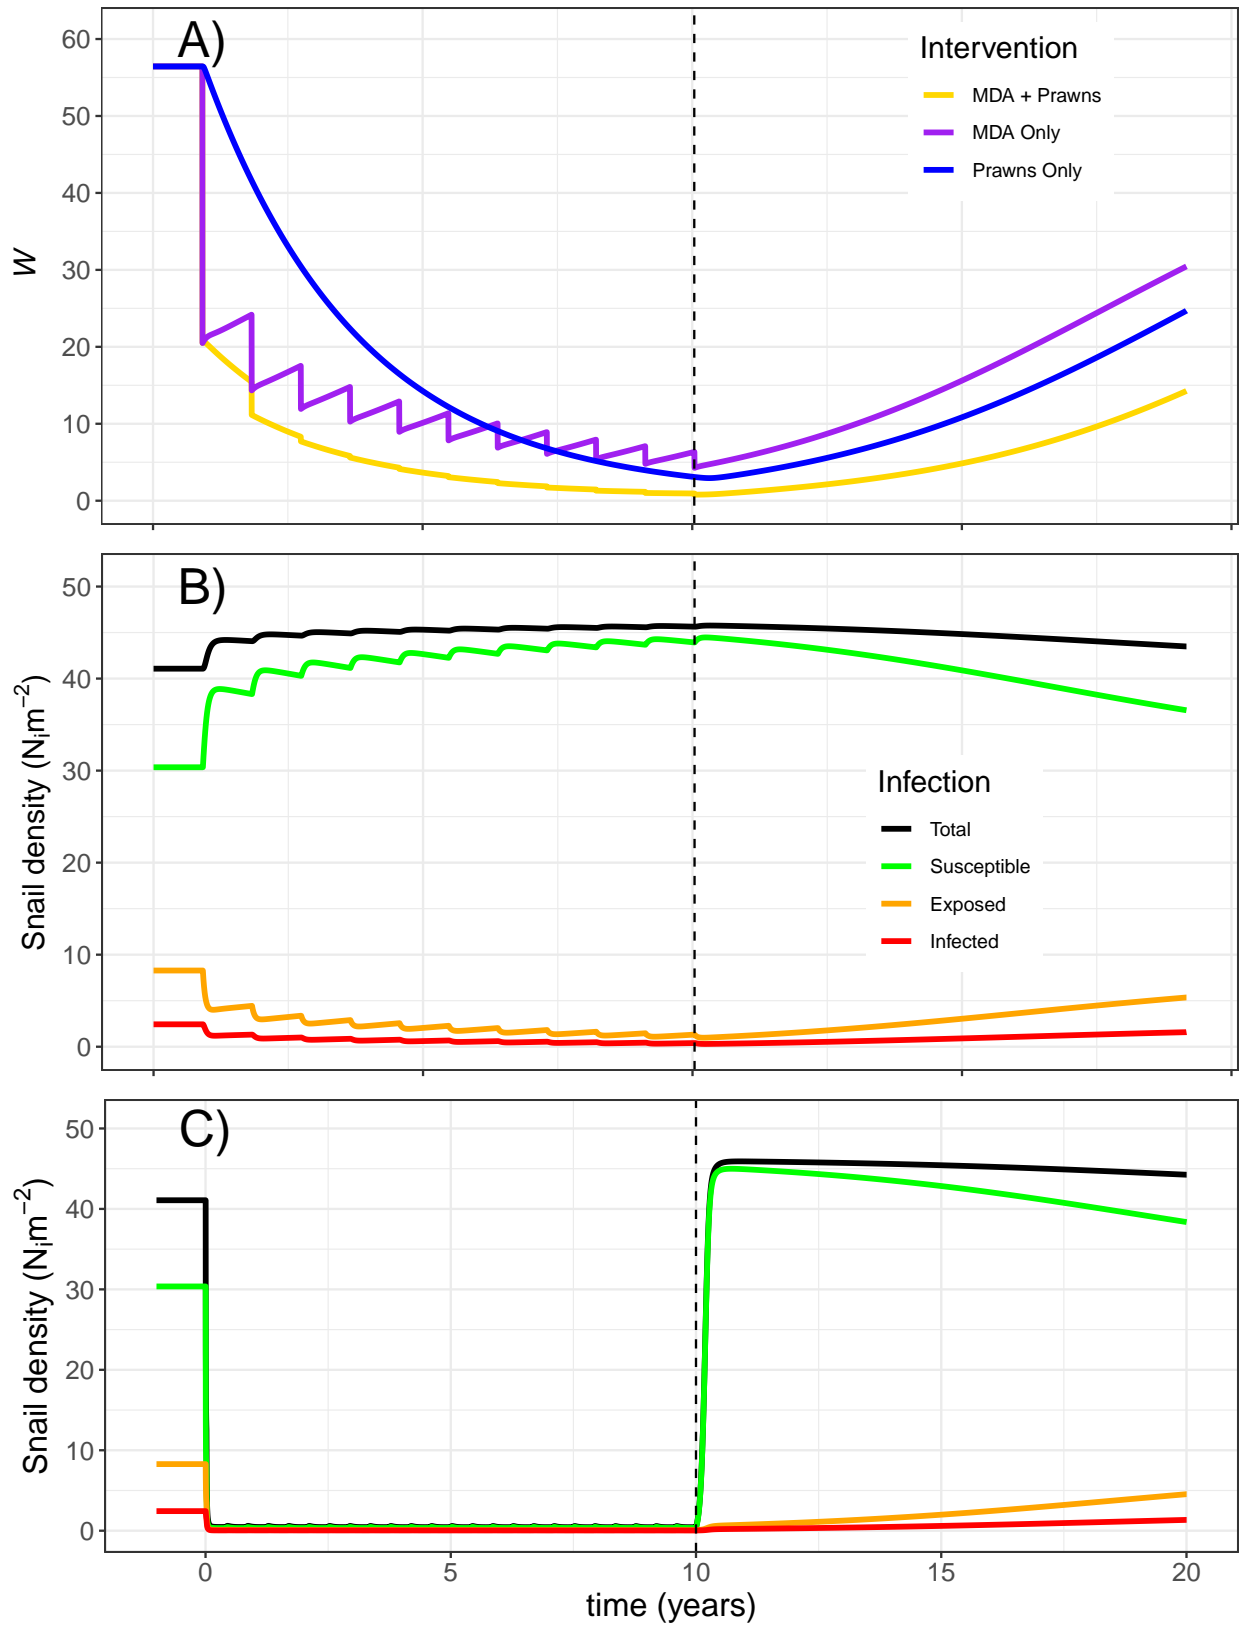 A)
Intervention
MDA + Prawns
MDA Only
Prawns Only
60
50
40
30
20
10
0
W
B)
50
40
30
20
10
0
Snail density (Nᵢm⁻²)
Infection
Total
Susceptible
Exposed
Infected
C)
50
40
30
20
10
0
Snail density (Nᵢm⁻²)
0 5 10 15 20
time (years)